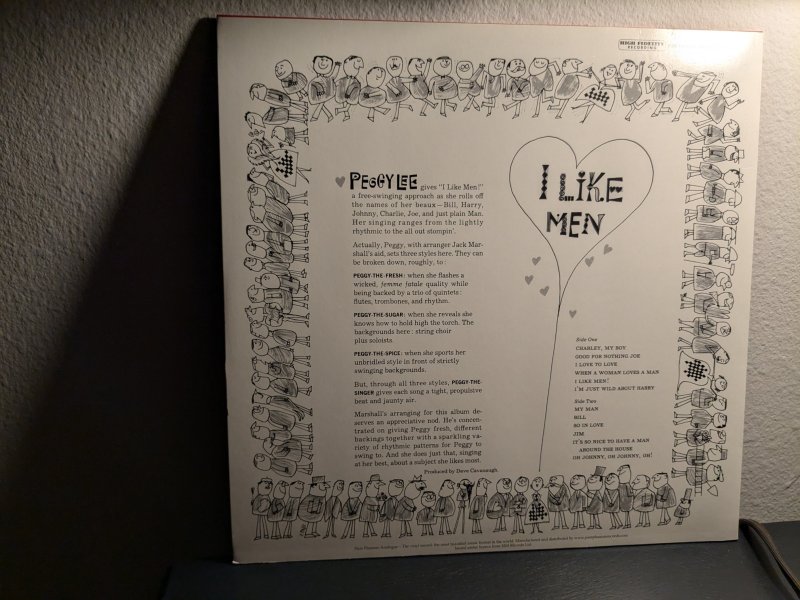 HIGH FIDELITY
RECORDING
I LIKE
MEN
PEGGY LEE gives "I Like Men!"
a free-swinging approach as she rolls off
the names of her beaux—Bill, Harry,
Johnny, Charlie, Joe, and just plain Man.
Her singing ranges from the lightly
rhythmic to the all out stompin'.
Actually, Peggy, with arranger Jack Mar-
shall's aid, sets three styles here. They can
be broken down, roughly, to:
PEGGY-THE-FRESH: when she flashes a
wicked, femme fatale quality while
being backed by a trio of quintets:
flutes, trombones, and rhythm.
PEGGY-THE-SUGAR: when she reveals she
knows how to hold high the torch. The
backgrounds here: string choir
plus soloists.
PEGGY-THE-SPICE: when she sports her
unbridled style in front of strictly
swinging backgrounds.
But, through all three styles, PEGGY-THE-
SINGER gives each song a tight, propulsive
beat and jaunty air.
Marshall's arranging for this album de-
serves an appreciative nod. He's concen-
trated on giving Peggy fresh, different
backings together with a sparkling va-
riety of rhythmic patterns for Peggy to
swing to. And she does just that, singing
at her best, about a subject she likes most.
Produced by Dave Cavanaugh.
Side One
CHARLEY, MY BOY
GOOD FOR NOTHING JOE
I LOVE TO LOVE
WHEN A WOMAN LOVES A MAN
I LIKE MEN!
I'M JUST WILD ABOUT HARRY
Side Two
MY MAN
BILL
SO IN LOVE
JIM
IT'S SO NICE TO HAVE A MAN
AROUND THE HOUSE
OH JOHNNY, OH JOHNNY, OH!